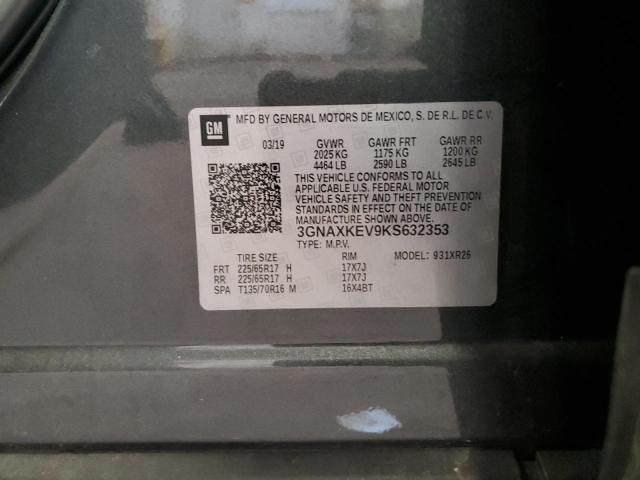 GM MFD BY GENERAL MOTORS DE MEXICO, S. DE R.L. DE C.V.
03/19 GVWR GAWR FRT GAWR RR
2025 KG 1175 KG 1200 KG
4464 LB 2590 LB 2645 LB
THIS VEHICLE CONFORMS TO ALL
APPLICABLE U.S. FEDERAL MOTOR
VEHICLE SAFETY AND THEFT PREVENTION
STANDARDS IN EFFECT ON THE DATE OF
MANUFACTURE SHOWN ABOVE.
3GNAXKEV9KS632353
TYPE: M.P.V.
TIRE SIZE RIM MODEL: 931XR26
FRT 225/65R17 H 17X7J
RR 225/65R17 H 17X7J
SPA T135/70R16 M 16X4BT